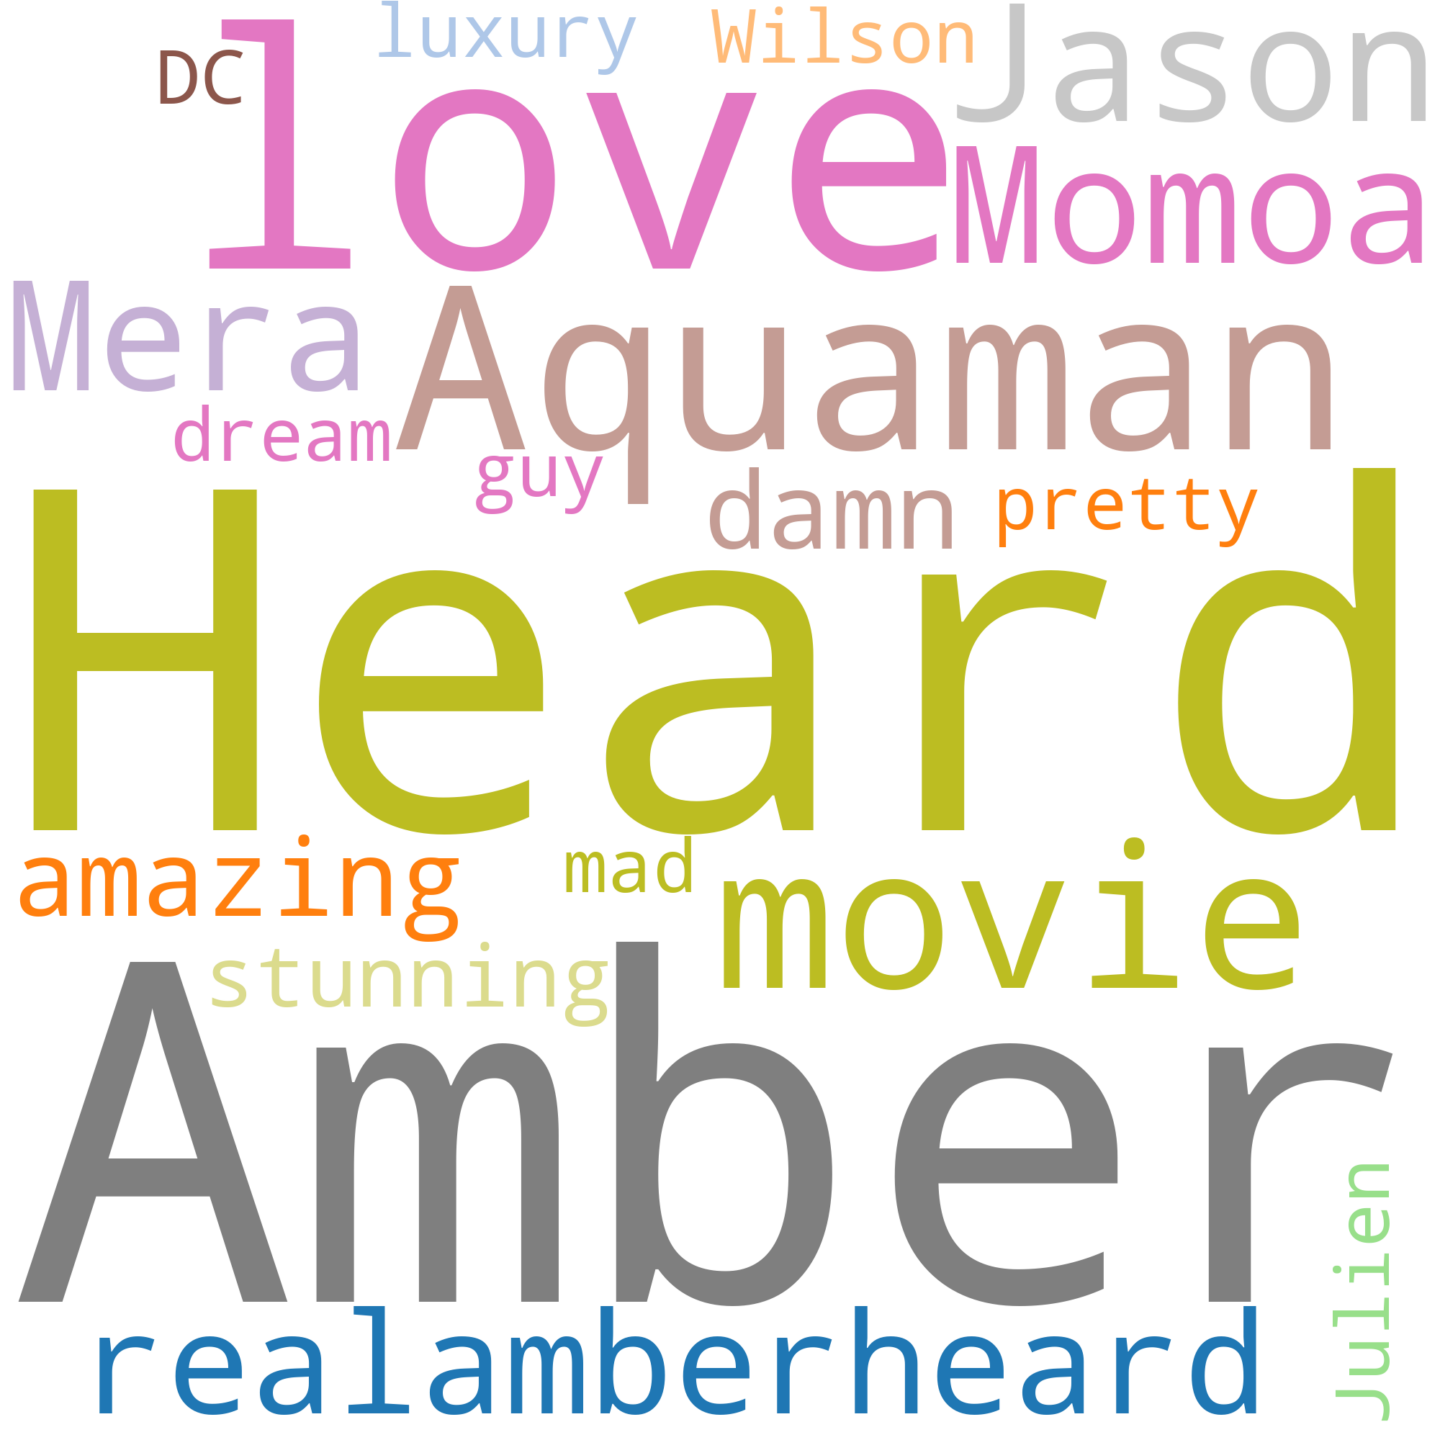 luxury
Wilson
Jason
DC
love
Momoa
Mera
Aquaman
dream
guy
damn
pretty
Heard
amazing
mad
movie
stunning
Amber
Julien
realamberheard